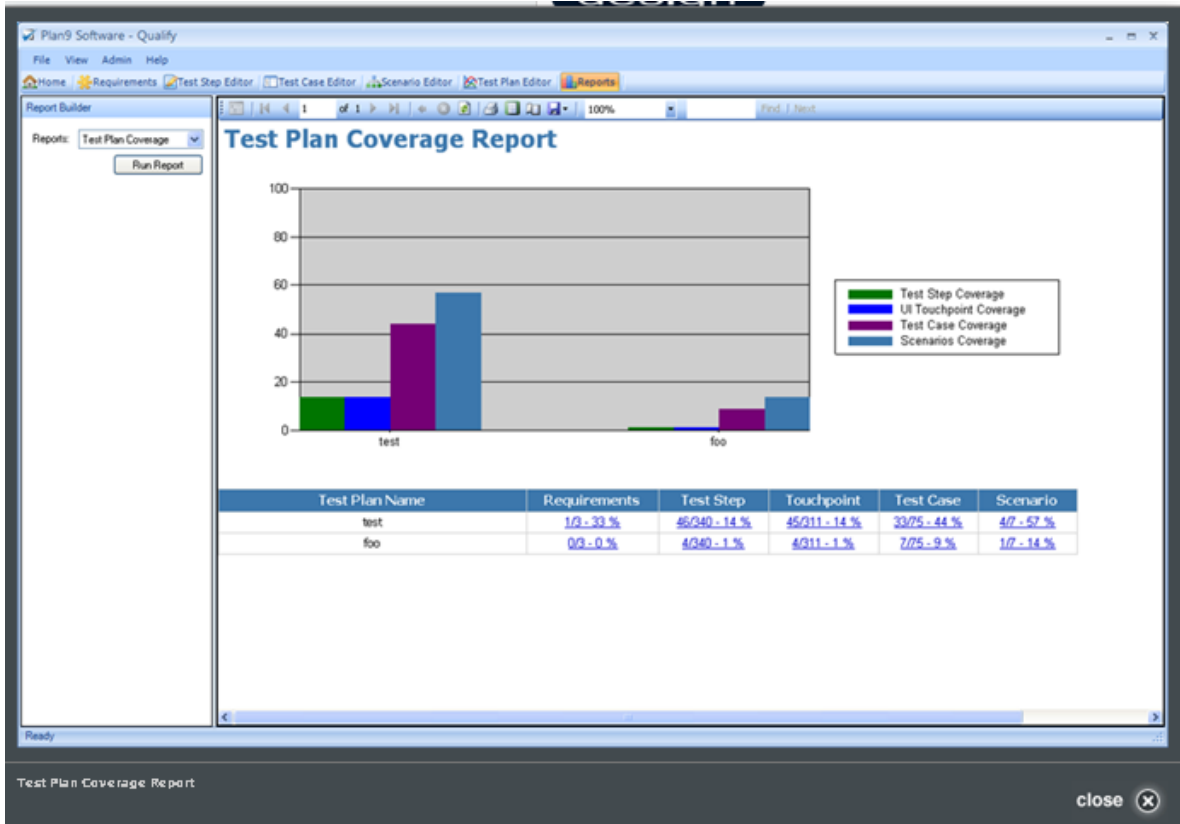 design
Plan9 Software - Qualify
File View Admin Help
Home Requirements Test Step Editor Test Case Editor Scenario Editor Test Plan Editor Reports
Report Builder
1 of 1 100% Find | Next
Reports: Test Plan Coverage
Run Report
Test Plan Coverage Report
100
80
60
40
20
0
test foo
Test Step Coverage
UI Touchpoint Coverage
Test Case Coverage
Scenarios Coverage
Test Plan Name Requirements Test Step Touchpoint Test Case Scenario
test 1/3 - 33 % 46/340 - 14 % 45/311 - 14 % 33/75 - 44 % 4/7 - 57 %
foo 0/3 - 0 % 4/340 - 1 % 4/311 - 1 % 7/75 - 9 % 1/7 - 14 %
Ready
Test Plan Coverage Report
close